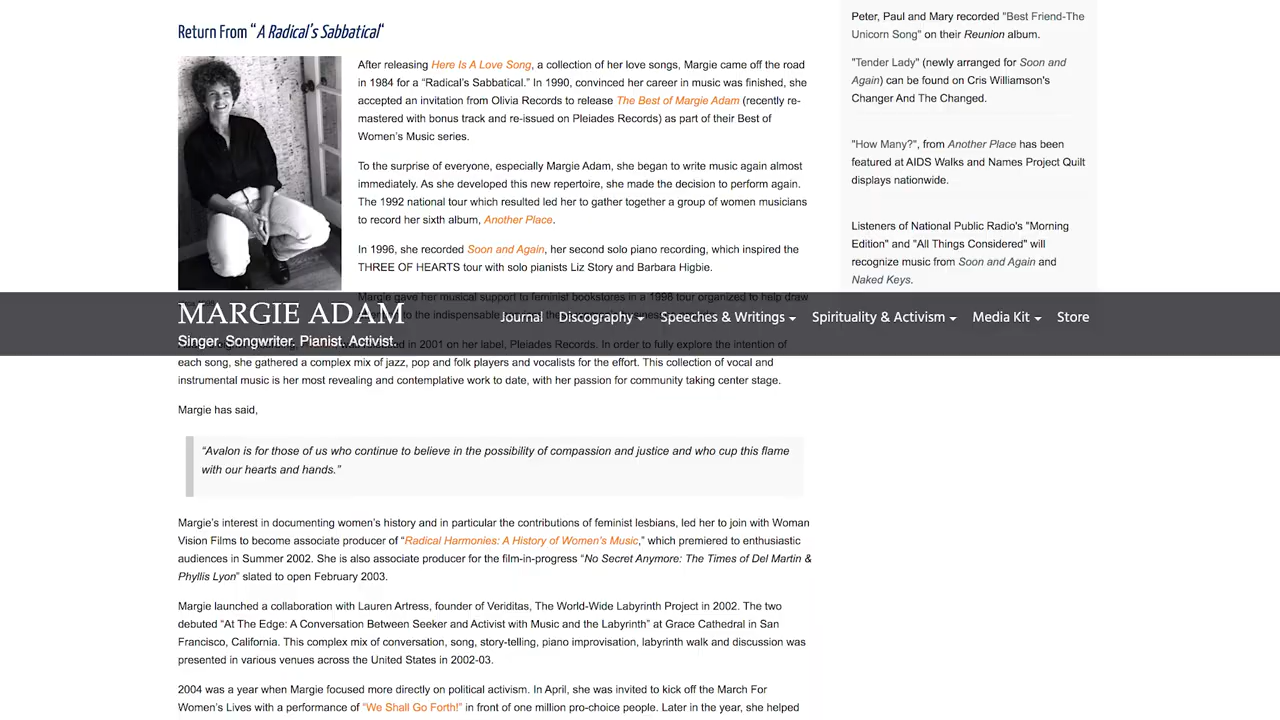 Return From “A Radical’s Sabbatical“
After releasing Here Is A Love Song, a collection of her love songs, Margie came off the road
in 1984 for a “Radical’s Sabbatical.” In 1990, convinced her career in music was finished, she
accepted an invitation from Olivia Records to release The Best of Margie Adam (recently re-
mastered with bonus track and re-issued on Pleiades Records) as part of their Best of
Women’s Music series.
To the surprise of everyone, especially Margie Adam, she began to write music again almost
immediately. As she developed this new repertoire, she made the decision to perform again.
The 1992 national tour which resulted led her to gather together a group of women musicians
to record her sixth album, Another Place.
In 1996, she recorded Soon and Again, her second solo piano recording, which inspired the
THREE OF HEARTS tour with solo pianists Liz Story and Barbara Higbie.
Margie gave her musical support to feminist bookstores in a 1998 tour organized to help draw
to the indispensable
MARGIE ADAM
Singer. Songwriter. Pianist. Activist.
Journal Discography Speeches & Writings Spirituality & Activism Media Kit Store
in 2001 on her label, Pleiades Records. In order to fully explore the intention of
each song, she gathered a complex mix of jazz, pop and folk players and vocalists for the effort. This collection of vocal and
instrumental music is her most revealing and contemplative work to date, with her passion for community taking center stage.
Margie has said,
“Avalon is for those of us who continue to believe in the possibility of compassion and justice and who cup this flame
with our hearts and hands.”
Margie’s interest in documenting women’s history and in particular the contributions of feminist lesbians, led her to join with Woman
Vision Films to become associate producer of “Radical Harmonies: A History of Women’s Music,” which premiered to enthusiastic
audiences in Summer 2002. She is also associate producer for the film-in-progress “No Secret Anymore: The Times of Del Martin &
Phyllis Lyon” slated to open February 2003.
Margie launched a collaboration with Lauren Artress, founder of Veriditas, The World-Wide Labyrinth Project in 2002. The two
debuted “At The Edge: A Conversation Between Seeker and Activist with Music and the Labyrinth” at Grace Cathedral in San
Francisco, California. This complex mix of conversation, song, story-telling, piano improvisation, labyrinth walk and discussion was
presented in various venues across the United States in 2002-03.
2004 was a year when Margie focused more directly on political activism. In April, she was invited to kick off the March For
Women’s Lives with a performance of “We Shall Go Forth!” in front of one million pro-choice people. Later in the year, she helped
Peter, Paul and Mary recorded "Best Friend-The
Unicorn Song" on their Reunion album.
"Tender Lady" (newly arranged for Soon and
Again) can be found on Cris Williamson's
Changer And The Changed.
"How Many?", from Another Place has been
featured at AIDS Walks and Names Project Quilt
displays nationwide.
Listeners of National Public Radio's "Morning
Edition" and "All Things Considered" will
recognize music from Soon and Again and
Naked Keys.